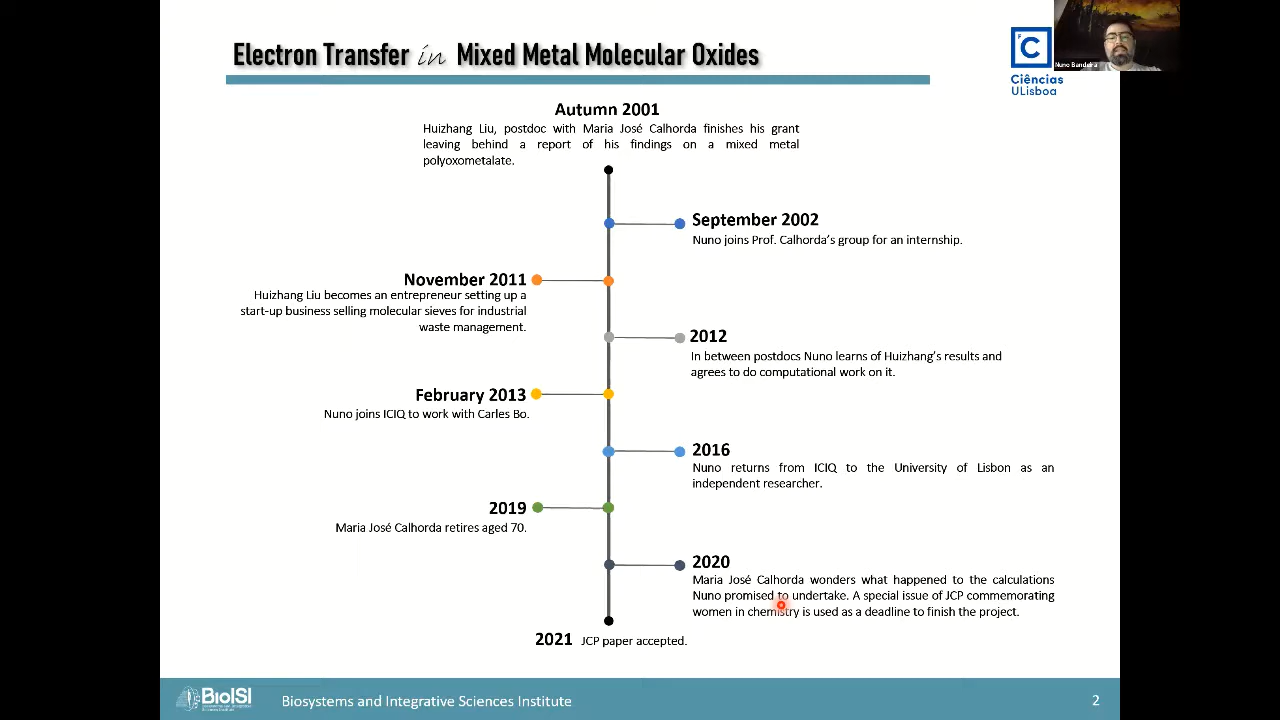 Electron Transfer in Mixed Metal Molecular Oxides
C
Ciências
ULisboa
Nuno Bandeira
Autumn 2001
Huizhang Liu, postdoc with Maria José Calhorda finishes his grant
leaving behind a report of his findings on a mixed metal
polyoxometalate.
September 2002
Nuno joins Prof. Calhorda's group for an internship.
November 2011
Huizhang Liu becomes an entrepreneur setting up a
start-up business selling molecular sieves for industrial
waste management.
2012
In between postdocs Nuno learns of Huizhang's results and
agrees to do computational work on it.
February 2013
Nuno joins ICIQ to work with Carles Bo.
2016
Nuno returns from ICIQ to the University of Lisbon as an
independent researcher.
2019
Maria José Calhorda retires aged 70.
2020
Maria José Calhorda wonders what happened to the calculations
Nuno promised to undertake. A special issue of JCP commemorating
women in chemistry is used as a deadline to finish the project.
2021 JCP paper accepted.
BioISI
Biosystems and Integrative Sciences Institute
2